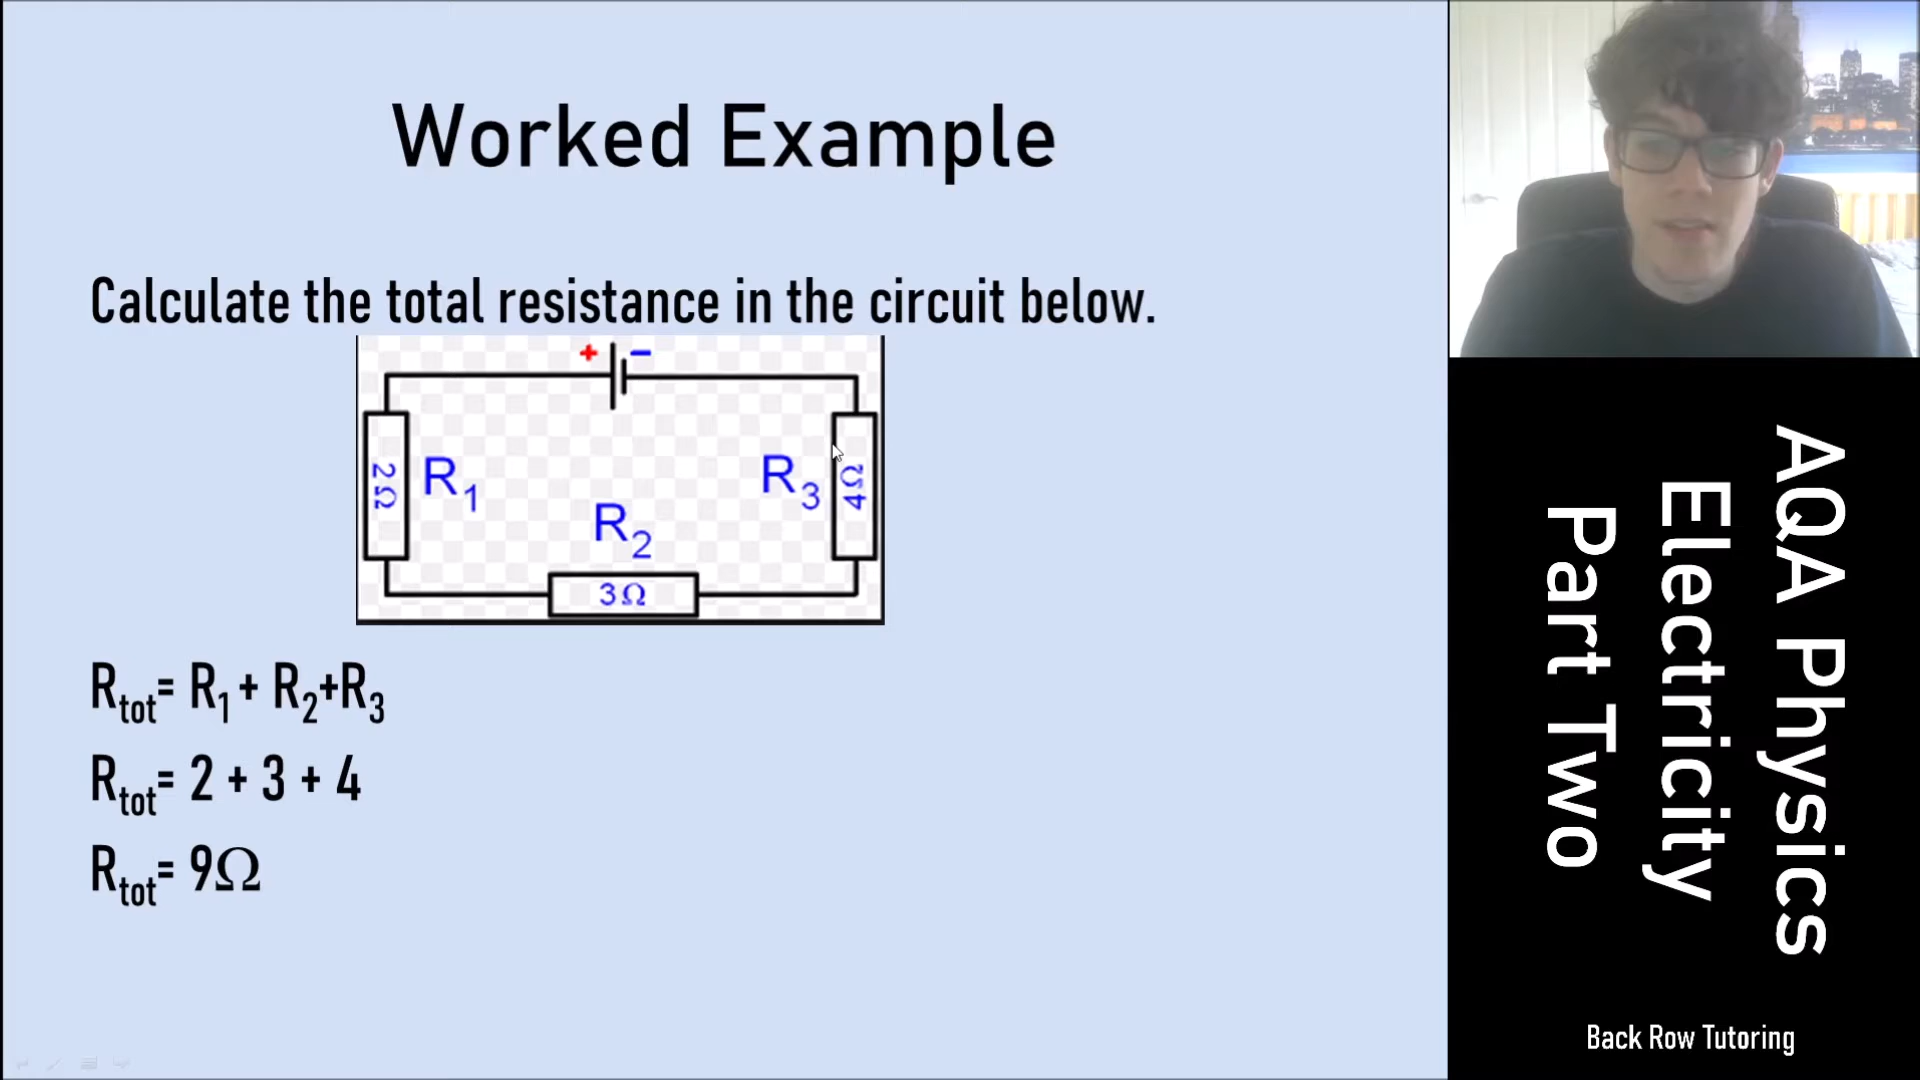 Worked Example
Calculate the total resistance in the circuit below.
+ −
2Ω
R1
R2
R3
4Ω
3Ω
Rtot= R1 + R2+R3
Rtot= 2 + 3 + 4
Rtot= 9Ω
AQA Physics
Electricity
Part Two
Back Row Tutoring